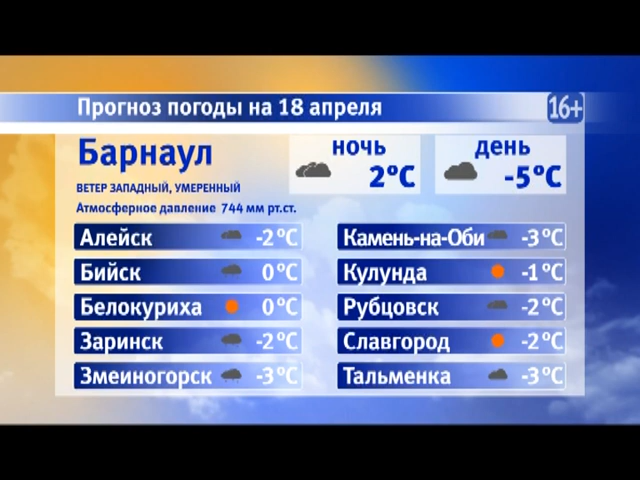 Прогноз погоды на 18 апреля
16+
Барнаул
ночь
2°C
день
-5°C
ВЕТЕР ЗАПАДНЫЙ, УМЕРЕННЫЙ
Атмосферное давление 744 мм рт.ст.
Алейск -2°C
Бийск 0°C
Белокуриха 0°C
Заринск -2°C
Змеиногорск -3°C
Камень-на-Оби -3°C
Кулунда -1°C
Рубцовск -2°C
Славгород -2°C
Тальменка -3°C